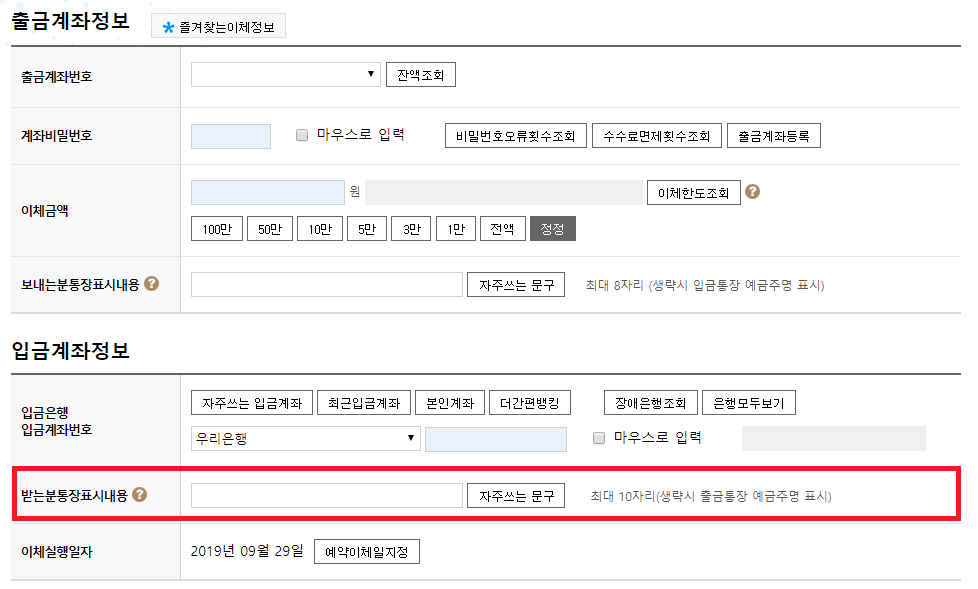 출금계좌정보 즐겨찾는이체정보
출금계좌번호 잔액조회
계좌비밀번호 마우스로 입력 비밀번호오류횟수조회 수수료면제횟수조회 출금계좌등록
이체금액 원 이체한도조회 ?
100만 50만 10만 5만 3만 1만 전액 정정
보내는분통장표시내용 ? 자주쓰는 문구 최대 8자리 (생략시 입금통장 예금주명 표시)
입금계좌정보
입금은행 자주쓰는 입금계좌 최근입금계좌 본인계좌 더간편뱅킹 장애은행조회 은행모두보기
입금계좌번호 우리은행 마우스로 입력
받는분통장표시내용 ? 자주쓰는 문구 최대 10자리(생략시 출금통장 예금주명 표시)
이체실행일자 2019년 09월 29일 예약이체일지정